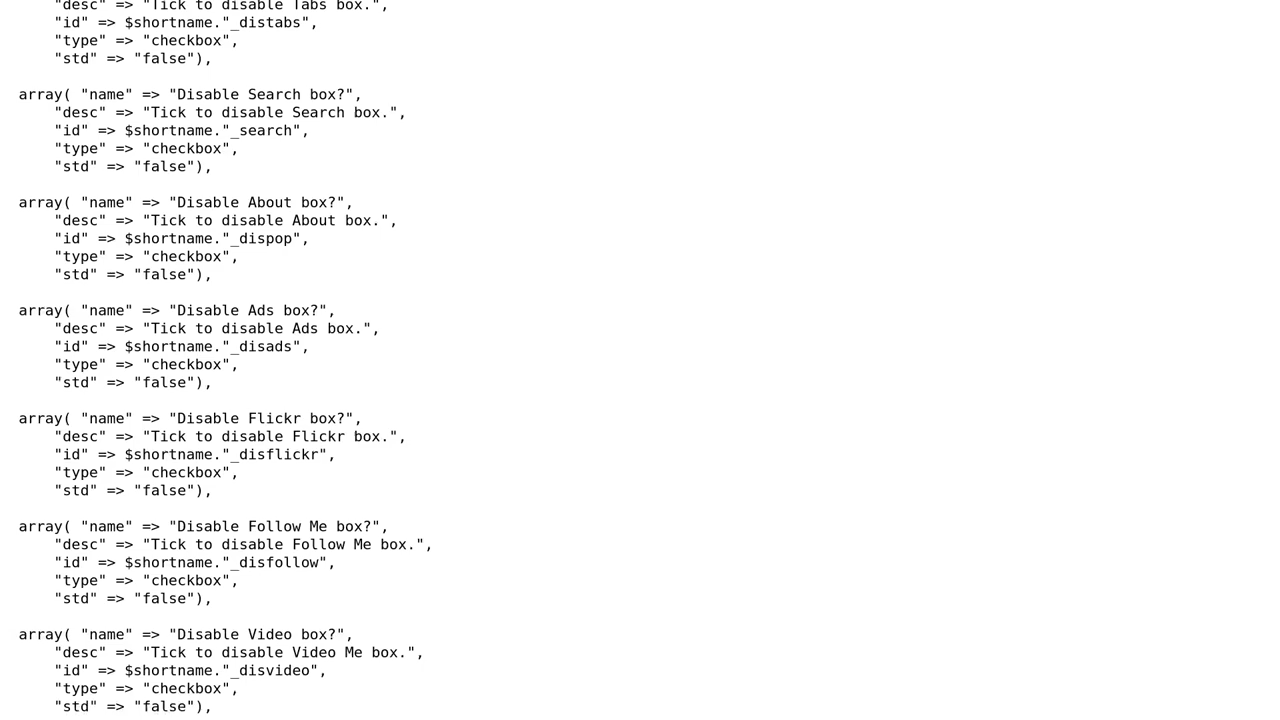 "desc" => "Tick to disable Tabs box.",
"id" => $shortname."_distabs",
"type" => "checkbox",
"std" => "false"),
array( "name" => "Disable Search box?",
"desc" => "Tick to disable Search box.",
"id" => $shortname."_search",
"type" => "checkbox",
"std" => "false"),
array( "name" => "Disable About box?",
"desc" => "Tick to disable About box.",
"id" => $shortname."_dispop",
"type" => "checkbox",
"std" => "false"),
array( "name" => "Disable Ads box?",
"desc" => "Tick to disable Ads box.",
"id" => $shortname."_disads",
"type" => "checkbox",
"std" => "false"),
array( "name" => "Disable Flickr box?",
"desc" => "Tick to disable Flickr box.",
"id" => $shortname."_disflickr",
"type" => "checkbox",
"std" => "false"),
array( "name" => "Disable Follow Me box?",
"desc" => "Tick to disable Follow Me box.",
"id" => $shortname."_disfollow",
"type" => "checkbox",
"std" => "false"),
array( "name" => "Disable Video box?",
"desc" => "Tick to disable Video Me box.",
"id" => $shortname."_disvideo",
"type" => "checkbox",
"std" => "false"),